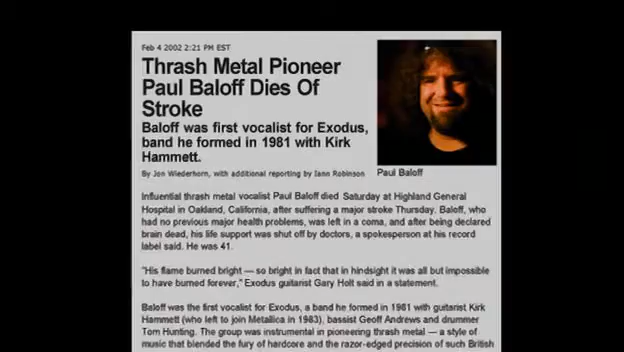 Feb 4 2002 2:21 PM EST
Thrash Metal Pioneer
Paul Baloff Dies Of
Stroke
Baloff was first vocalist for Exodus,
band he formed in 1981 with Kirk
Hammett.
By Jon Wiederhorn, with additional reporting by Iann Robinson
Paul Baloff
Influential thrash metal vocalist Paul Baloff died Saturday at Highland General
Hospital in Oakland, California, after suffering a major stroke Thursday. Baloff, who
had no previous major health problems, was left in a coma, and after being declared
brain dead, his life support was shut off by doctors, a spokesperson at his record
label said. He was 41.
"His flame burned bright — so bright in fact that in hindsight it was all but impossible
to have burned forever," Exodus guitarist Gary Holt said in a statement.
Baloff was the first vocalist for Exodus, a band he formed in 1981 with guitarist Kirk
Hammett (who left to join Metallica in 1983), bassist Geoff Andrews and drummer
Tom Hunting. The group was instrumental in pioneering thrash metal — a style of
music that blended the fury of hardcore and the razor-edged precision of such British